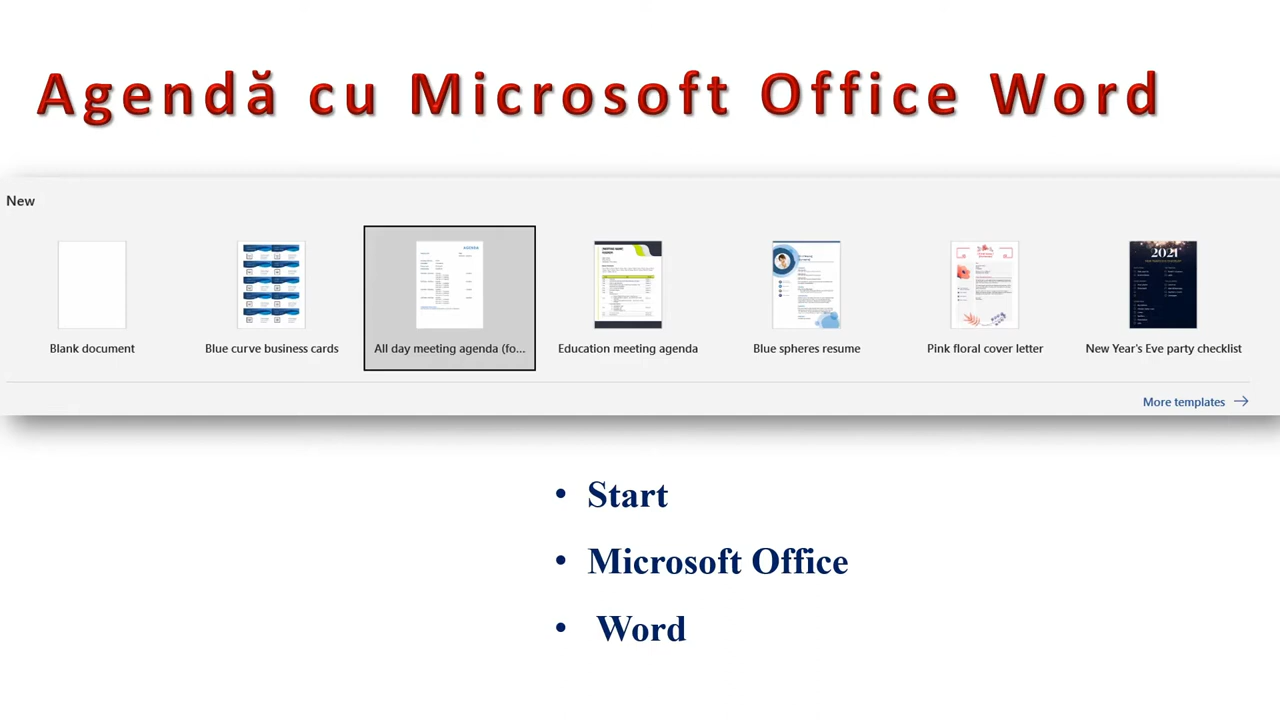 Agendă cu Microsoft Office Word
New
AGENDA
2021
Blank document
Blue curve business cards
All day meeting agenda (fo...
Education meeting agenda
Blue spheres resume
Pink floral cover letter
New Year's Eve party checklist
More templates
• Start
• Microsoft Office
• Word